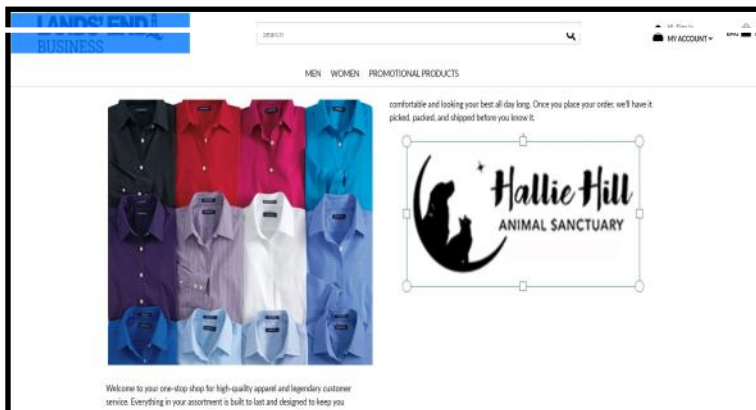 LANDS' END
BUSINESS
search
MY ACCOUNT
MEN WOMEN PROMOTIONAL PRODUCTS
comfortable and looking your best all day long. Once you place your order, we'll have it
picked, packed, and shipped before you know it.
Hallie Hill
ANIMAL SANCTUARY
Welcome to your one-stop shop for high-quality apparel and legendary customer
service. Everything in your assortment is built to last and designed to keep you